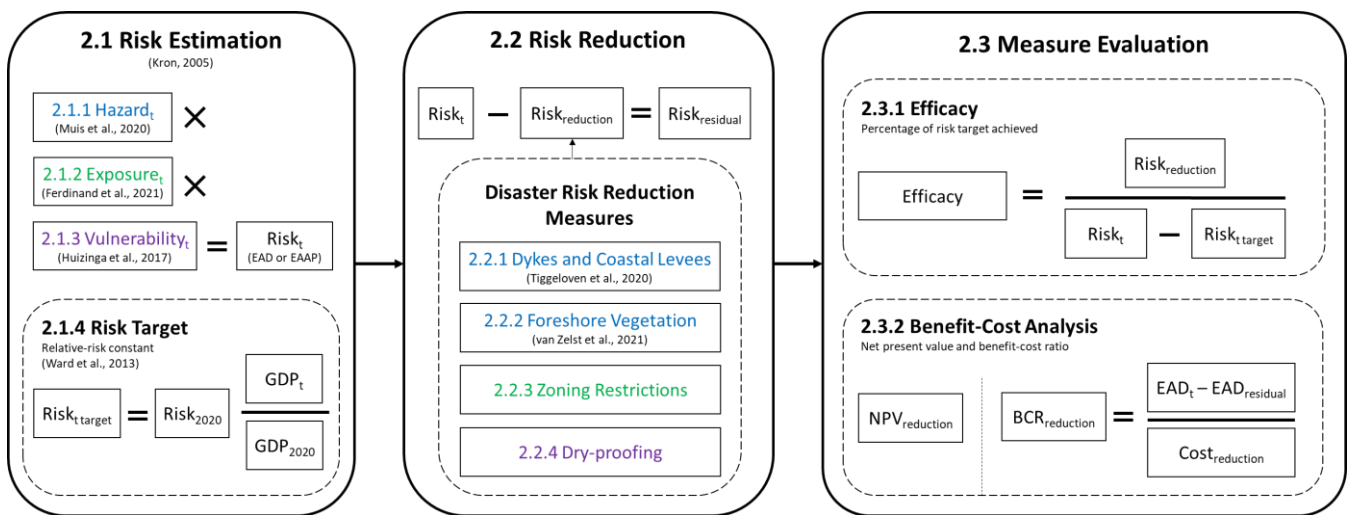 2.1 Risk Estimation
(Kron, 2005)
2.1.1 Hazardt
(Muis et al., 2020)
×
2.1.2 Exposuret
(Ferdinand et al., 2021)
×
2.1.3 Vulnerabilityt
(Huizinga et al., 2017)
=
Riskt
(EAD or EAAP)
2.1.4 Risk Target
Relative-risk constant
(Ward et al., 2013)
Riskt target = Risk2020
GDPt
GDP2020
2.2 Risk Reduction
Riskt − Riskreduction = Riskresidual
Disaster Risk Reduction
Measures
2.2.1 Dykes and Coastal Levees
(Tiggeloven et al., 2020)
2.2.2 Foreshore Vegetation
(van Zelst et al., 2021)
2.2.3 Zoning Restrictions
2.2.4 Dry-proofing
2.3 Measure Evaluation
2.3.1 Efficacy
Percentage of risk target achieved
Efficacy =
Riskreduction
Riskt − Riskt target
2.3.2 Benefit-Cost Analysis
Net present value and benefit-cost ratio
NPVreduction
BCRreduction =
EADt − EADresidual
Costreduction